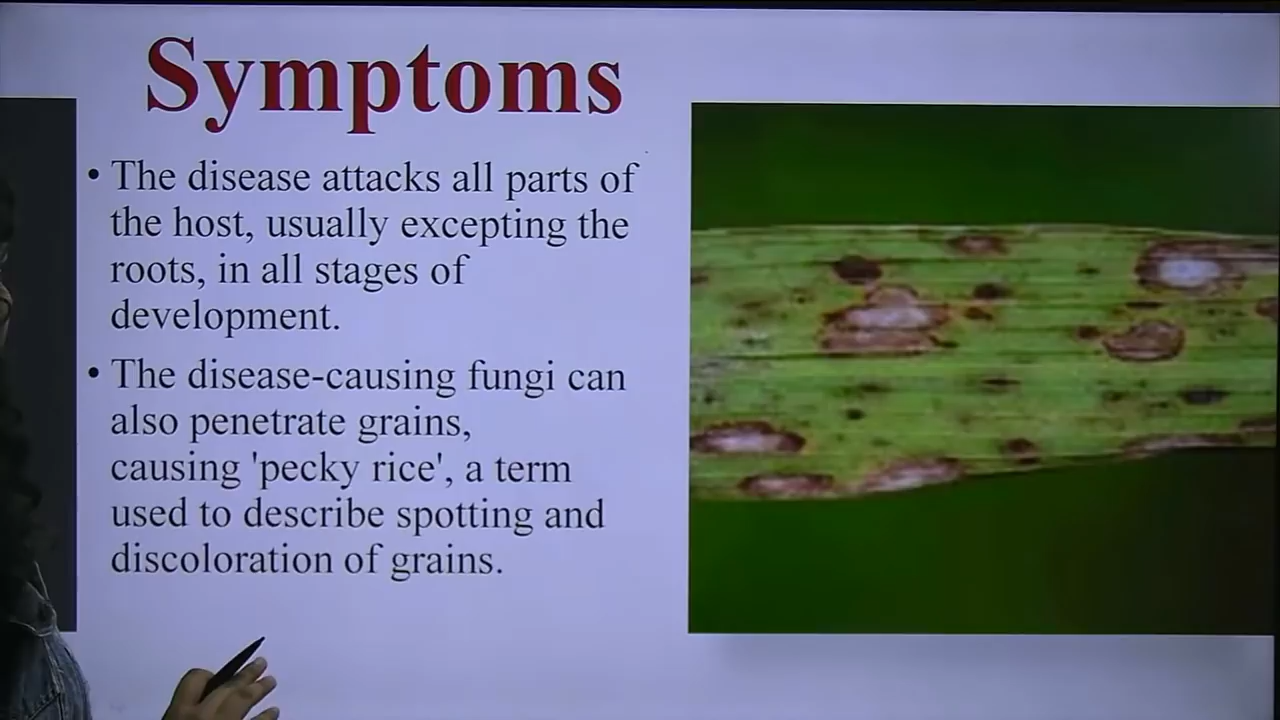 Symptoms
• The disease attacks all parts of
the host, usually excepting the
roots, in all stages of
development.
• The disease-causing fungi can
also penetrate grains,
causing 'pecky rice', a term
used to describe spotting and
discoloration of grains.